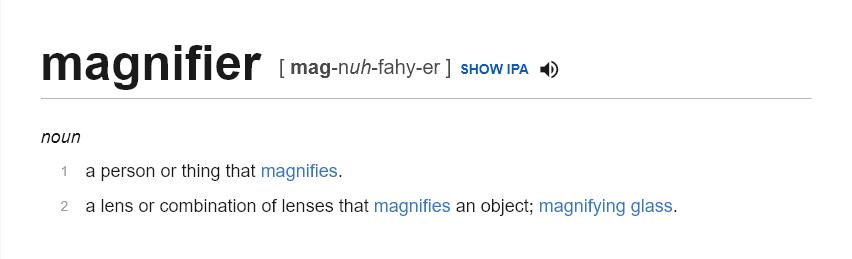 magnifier [ mag-nuh-fahy-er ] SHOW IPA
noun
1 a person or thing that magnifies.
2 a lens or combination of lenses that magnifies an object; magnifying glass.